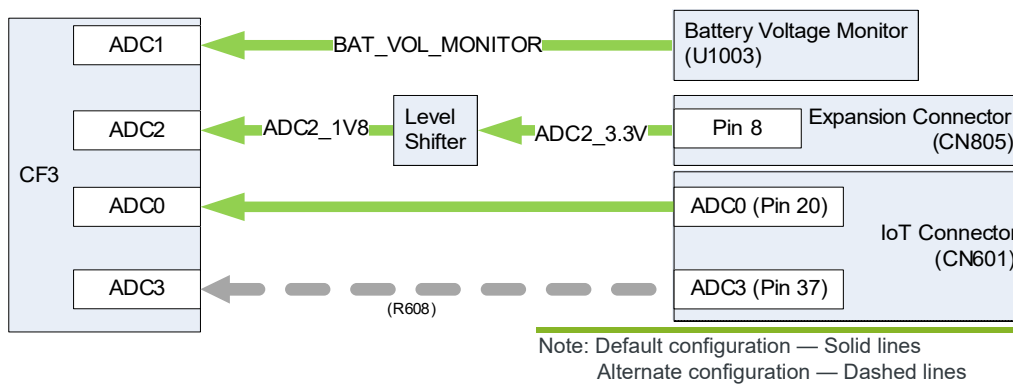 CF3
ADC1
BAT_VOL_MONITOR
Battery Voltage Monitor
(U1003)
ADC2
ADC2_1V8
Level
Shifter
ADC2_3.3V
Pin 8
Expansion Connector
(CN805)
ADC0
ADC0 (Pin 20)
IoT Connector
(CN601)
ADC3
(R608)
ADC3 (Pin 37)
Note: Default configuration — Solid lines
Alternate configuration — Dashed lines